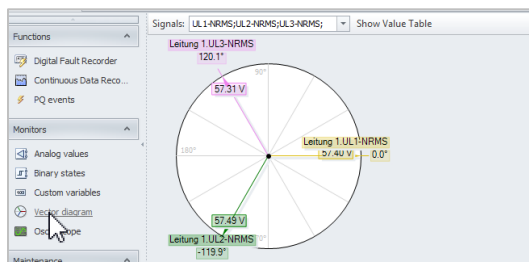 Signals: UL1-NRMS;UL2-NRMS;UL3-NRMS; Show Value Table
Functions
Digital Fault Recorder
Continuous Data Reco...
PQ events
Monitors
Analog values
Binary states
Custom variables
Vector diagram
Maintenance
Leitung 1.UL3-NRMS
120.1°
90°
57.31 V
Leitung 1.UL1-NRMS
180°
57.40 V
0.0°
57.49 V
Leitung 1.UL2-NRMS
-119.9°